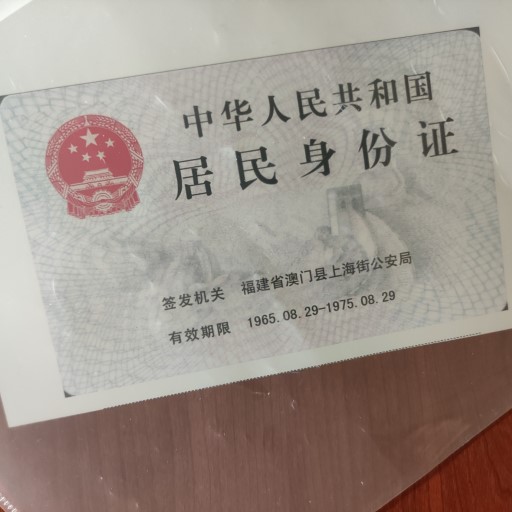 中华人民共和国
居民身份证
签发机关 福建省澳门县上海街公安局
有效期限 1965.08.29-1975.08.29